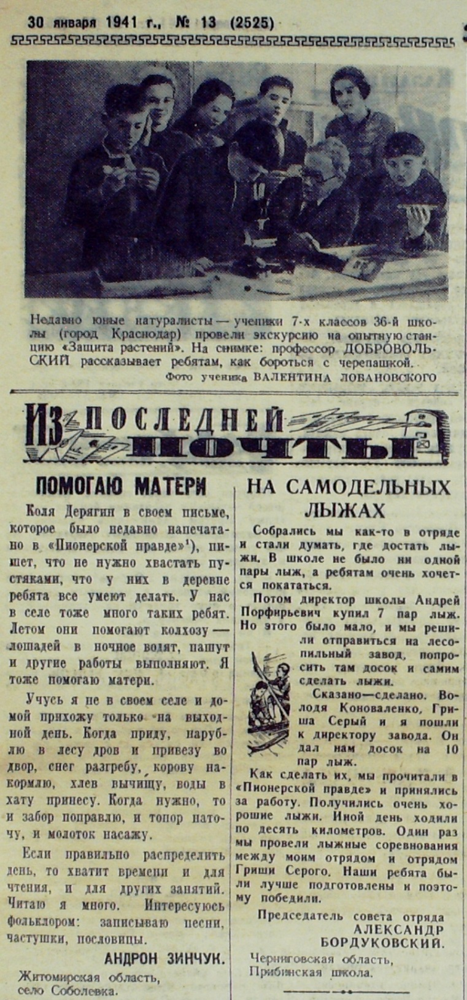 30 января 1941 г., № 13 (2525)
Недавно юные натуралисты — ученики 7-х классов 36-й шко-
лы (город Краснодар) провели экскурсию на опытную стан-
цию «Защита растений». На снимке: профессор ДОБРОВОЛЬ-
СКИЙ рассказывает ребятам, как бороться с черепашкой.
Фото ученика ВАЛЕНТИНА ЛОБАНОВСКОГО
ИЗ ПОСЛЕДНЕЙ
ПОЧТЫ
ПОМОГАЮ МАТЕРИ
Коля Дерягин в своем письме,
которое было недавно напечата-
но в «Пионерской правде»¹), пи-
шет, что не нужно хвастать пу-
стяками, что у них в деревне
ребята все умеют делать. У нас
в селе тоже много таких ребят.
Летом они помогают колхозу —
лошадей в ночное водят, пашут
и другие работы выполняют. Я
тоже помогаю матери.
Учусь я не в своем селе и до-
мой прихожу только на выход-
ной день. Когда приду, наруб-
лю в лесу дров и привезу во
двор, снег разгребу, корову на-
кормлю, хлев вычищу, воды в
хату принесу. Когда нужно, то
и забор поправлю, и топор нато-
чу, и молоток насажу.
Если правильно распределить
день, то хватит времени и для
чтения, и для других занятий.
Читаю я много. Интересуюсь
фольклором: записываю песни,
частушки, пословицы.
АНДРОН ЗИНЧУК.
Житомирская область,
село Соболевка.
НА САМОДЕЛЬНЫХ
ЛЫЖАХ
Собрались мы как-то в отряде
и стали думать, где достать лы-
жи. В школе не было ни одной
пары лыж, а ребятам очень хочет-
ся покататься.
Потом директор школы Андрей
Порфирьевич купил 7 пар лыж.
Но этого было мало, и мы реши-
ли отправиться на лесо-
пильный завод, попро-
сить там досок и самим
сделать лыжи.
Сказано—сделано. Во-
лодя Коноваленко, Гри-
ша Серый и я пошли
к директору завода. Он
дал нам досок на 10
пар лыж.
Как сделать их, мы прочитали в
«Пионерской правде» и принялись
за работу. Получились очень хо-
рошие лыжи. Иной день ходили
по десять километров. Один раз
мы провели лыжные соревнования
между моим отрядом и отрядом
Гриши Серого. Наши ребята бы-
ли лучше подготовлены и поэто-
му победили.
Председатель совета отряда
АЛЕКСАНДР
БОРДУКОВСКИЙ.
Черниговская область,
Прибинская школа.